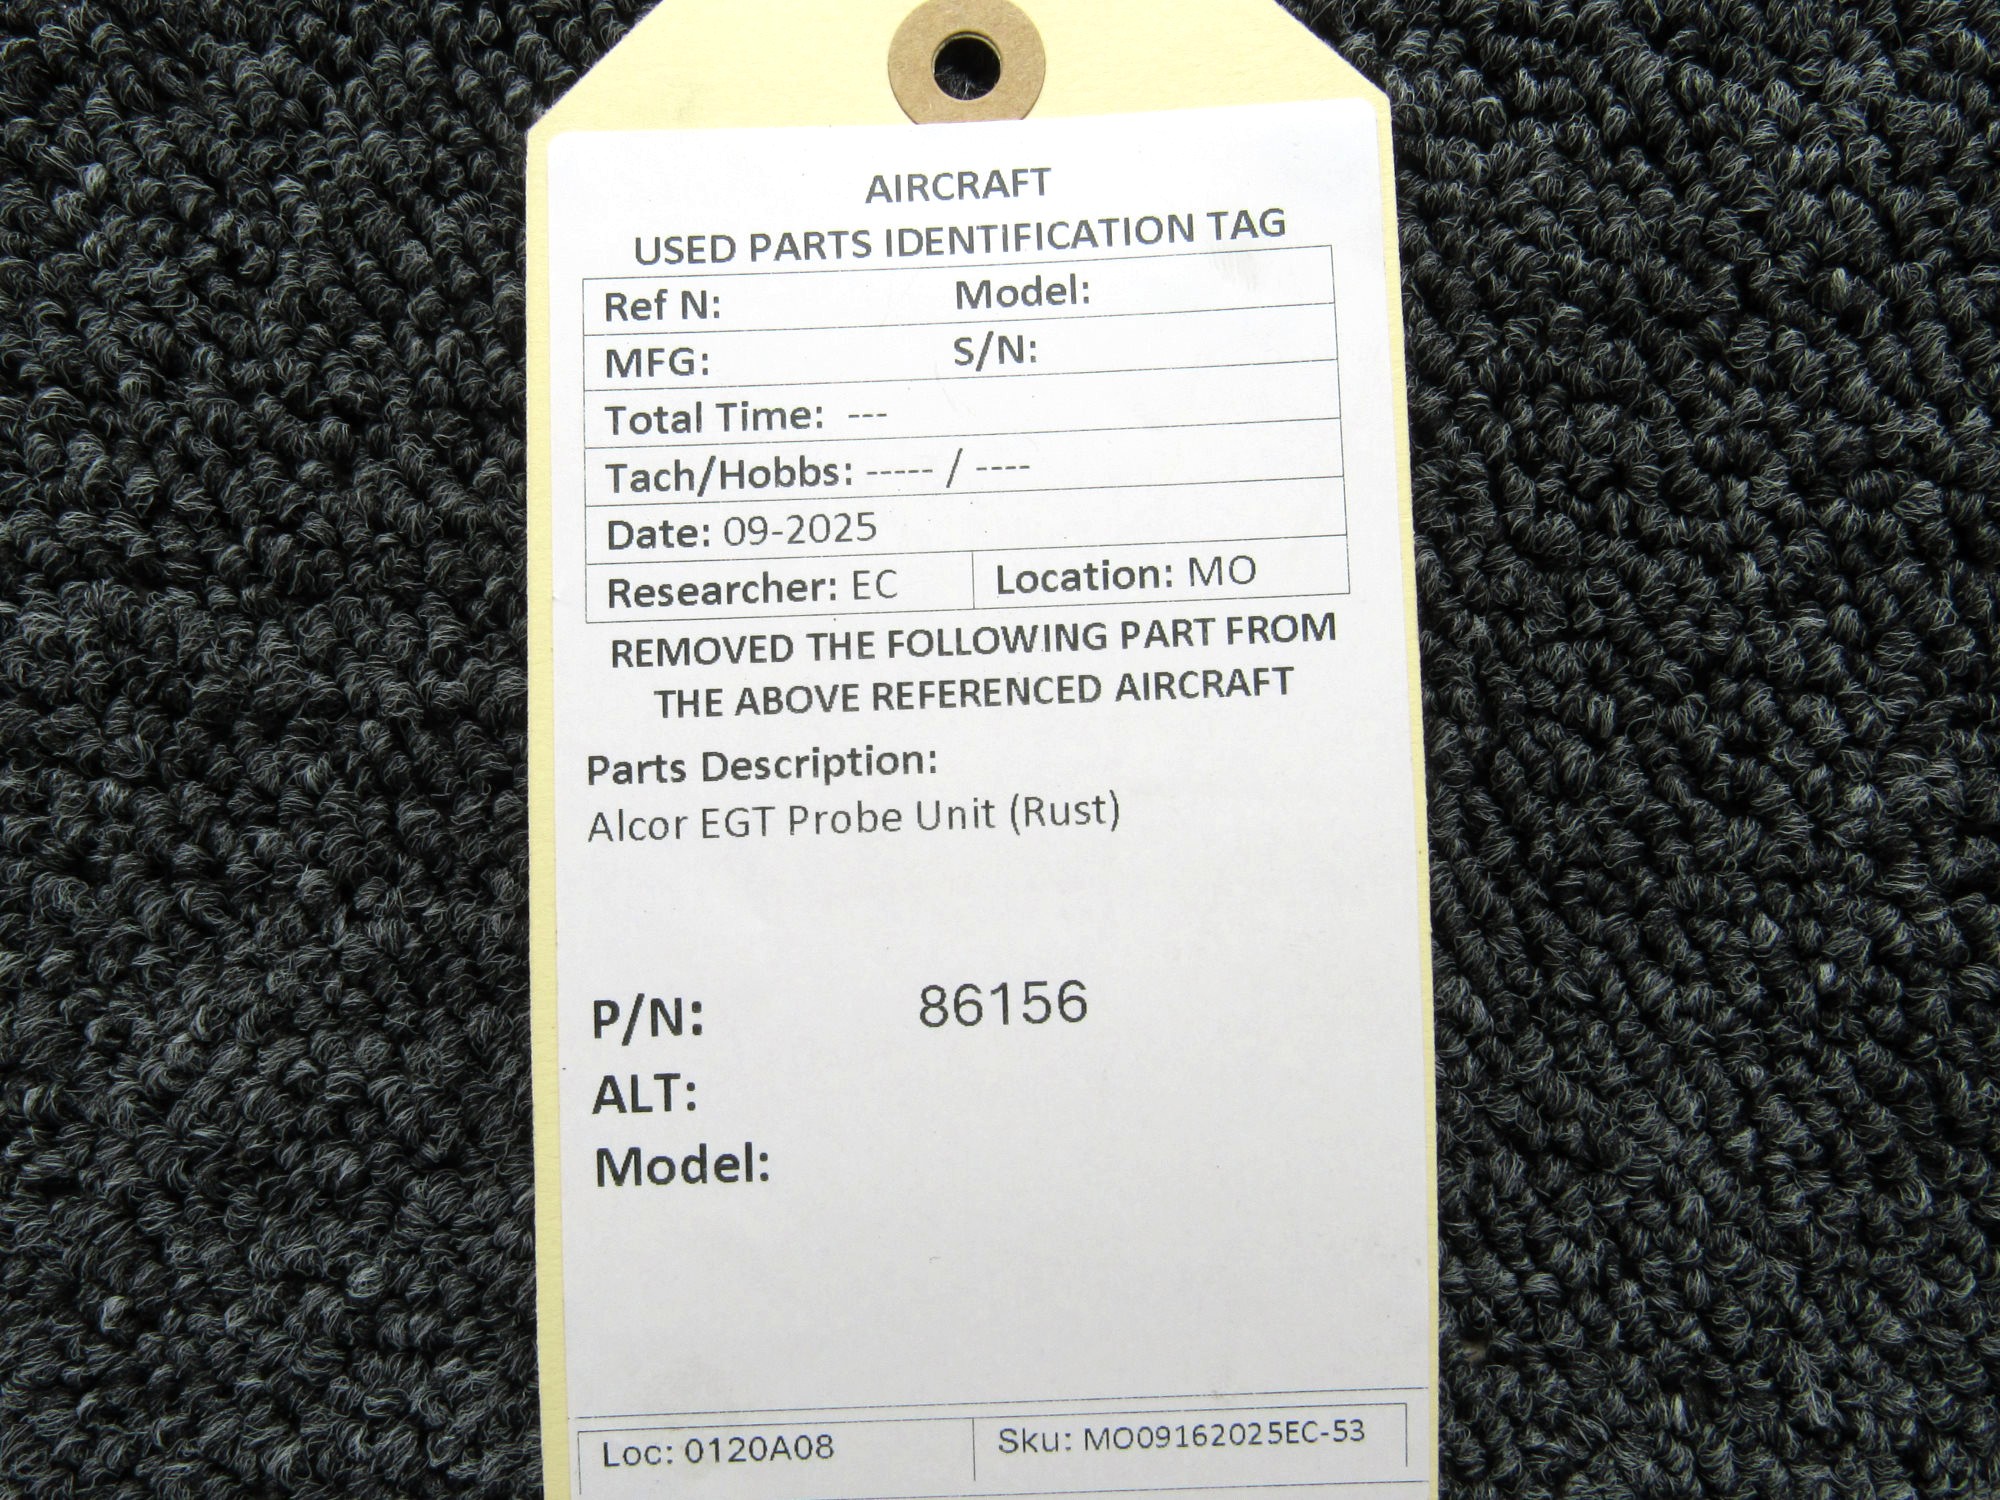 AIRCRAFT
USED PARTS IDENTIFICATION TAG
Ref N: Model:
MFG: S/N:
Total Time: ---
Tach/Hobbs: ----- / ----
Date: 09-2025
Researcher: EC Location: MO
REMOVED THE FOLLOWING PART FROM
THE ABOVE REFERENCED AIRCRAFT
Parts Description:
Alcor EGT Probe Unit (Rust)
P/N: 86156
ALT:
Model:
Loc: 0120A08 Sku: MO09162025EC-53